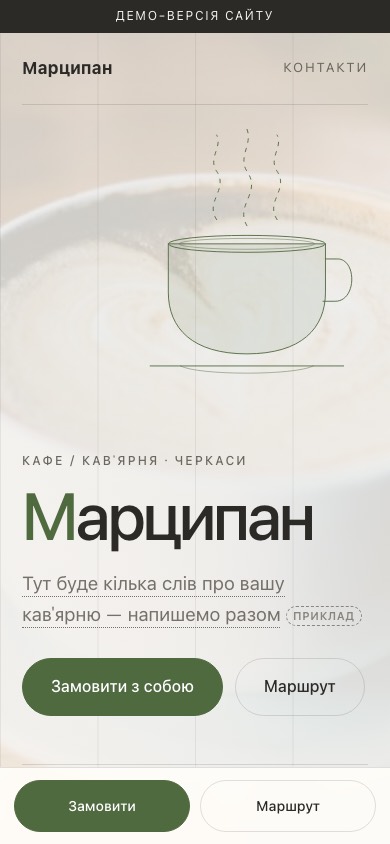 ДЕМО-ВЕРСІЯ САЙТУ
Марципан
КОНТАКТИ
КАФЕ / КАВ'ЯРНЯ · ЧЕРКАСИ
Марципан
Тут буде кілька слів про вашу
кав'ярню — напишемо разом ПРИКЛАД
Замовити з собою
Маршрут
Замовити
Маршрут